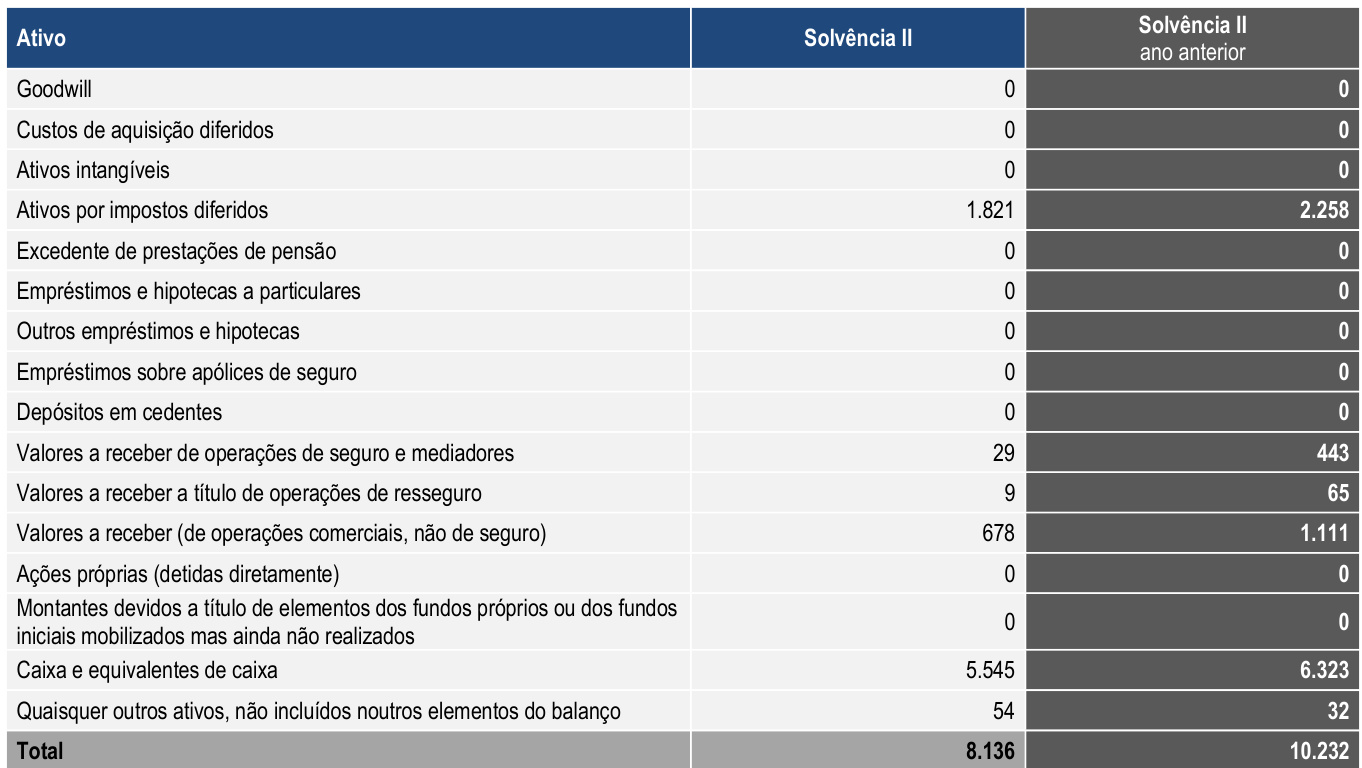 Ativo Solvência II Solvência II
ano anterior
Goodwill 0 0
Custos de aquisição diferidos 0 0
Ativos intangíveis 0 0
Ativos por impostos diferidos 1.821 2.258
Excedente de prestações de pensão 0 0
Empréstimos e hipotecas a particulares 0 0
Outros empréstimos e hipotecas 0 0
Empréstimos sobre apólices de seguro 0 0
Depósitos em cedentes 0 0
Valores a receber de operações de seguro e mediadores 29 443
Valores a receber a título de operações de resseguro 9 65
Valores a receber (de operações comerciais, não de seguro) 678 1.111
Ações próprias (detidas diretamente) 0 0
Montantes devidos a título de elementos dos fundos próprios ou dos fundos
iniciais mobilizados mas ainda não realizados 0 0
Caixa e equivalentes de caixa 5.545 6.323
Quaisquer outros ativos, não incluídos noutros elementos do balanço 54 32
Total 8.136 10.232